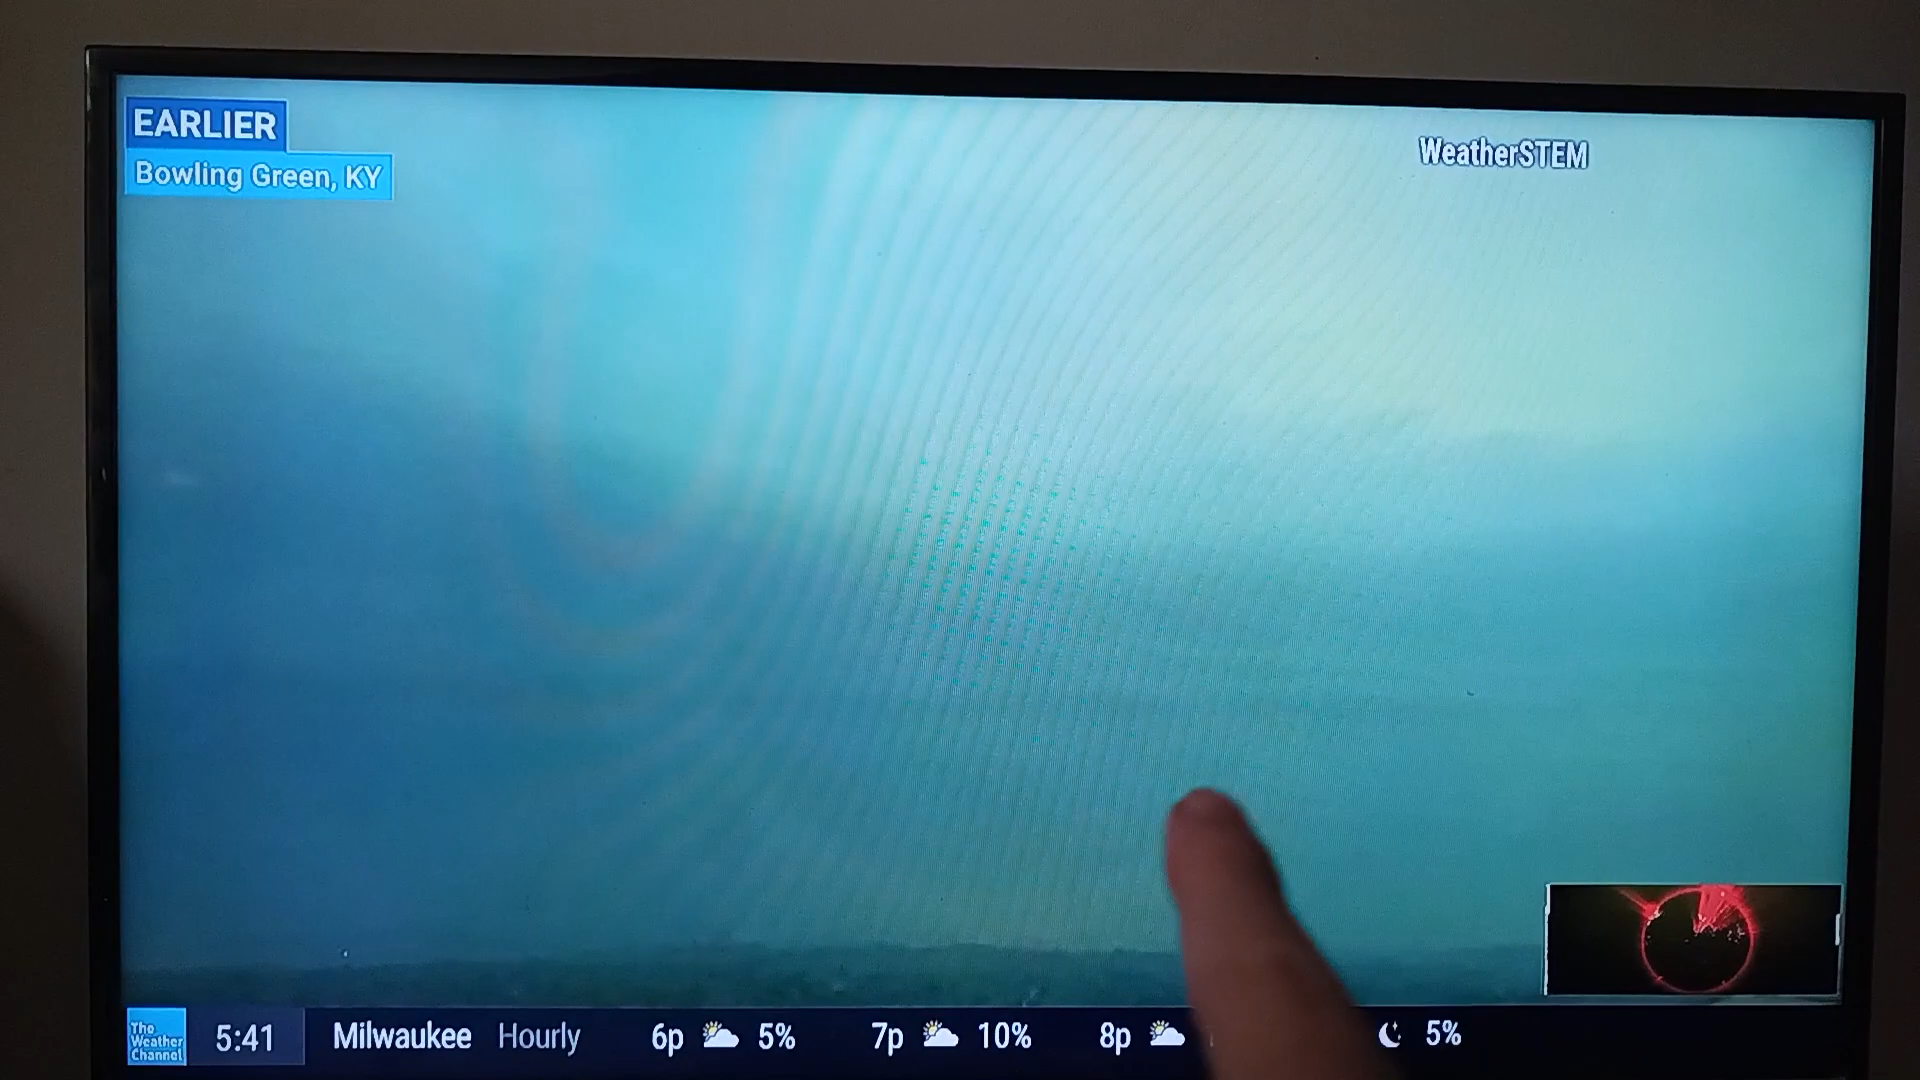 EARLIER
Bowling Green, KY
WeatherSTEM
The
Weather
Channel
5:41 Milwaukee Hourly 6p 5% 7p 10% 8p 5%